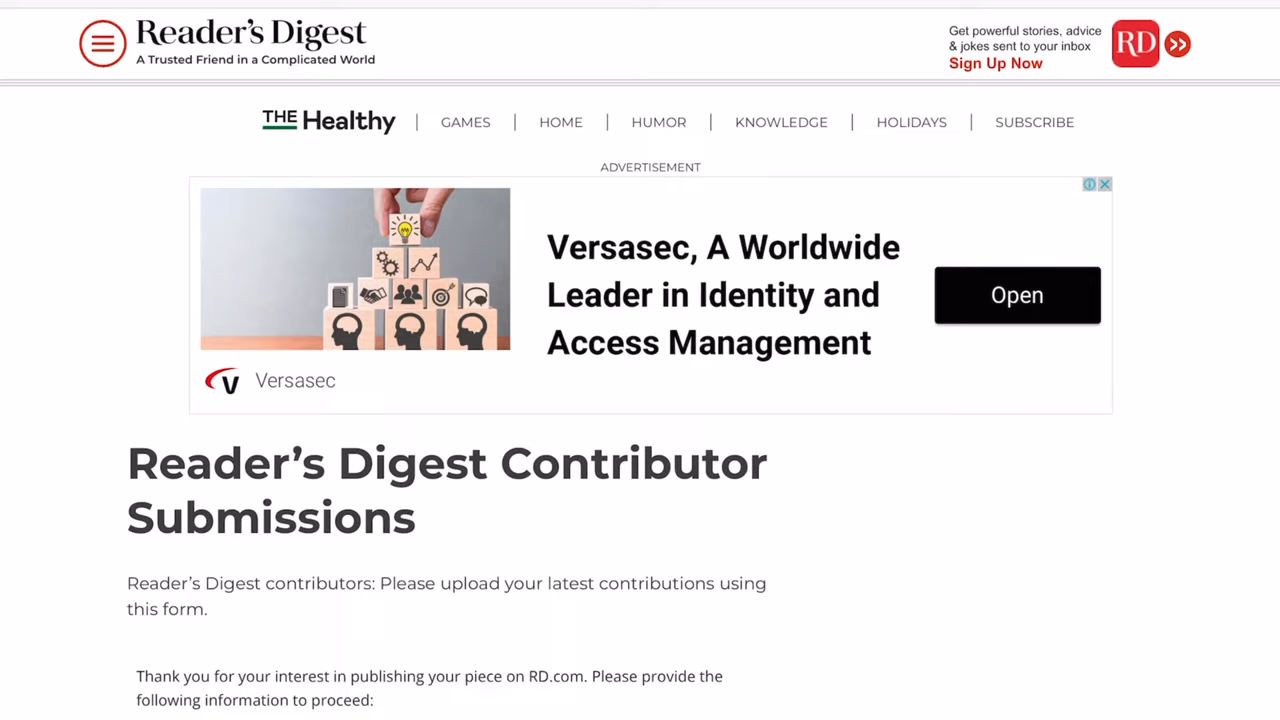 Reader's Digest
A Trusted Friend in a Complicated World
Get powerful stories, advice
& jokes sent to your inbox
Sign Up Now
RD
THE Healthy | GAMES | HOME | HUMOR | KNOWLEDGE | HOLIDAYS | SUBSCRIBE
ADVERTISEMENT
Versasec, A Worldwide
Leader in Identity and
Access Management
Open
V Versasec
Reader’s Digest Contributor
Submissions
Reader’s Digest contributors: Please upload your latest contributions using
this form.
Thank you for your interest in publishing your piece on RD.com. Please provide the
following information to proceed: